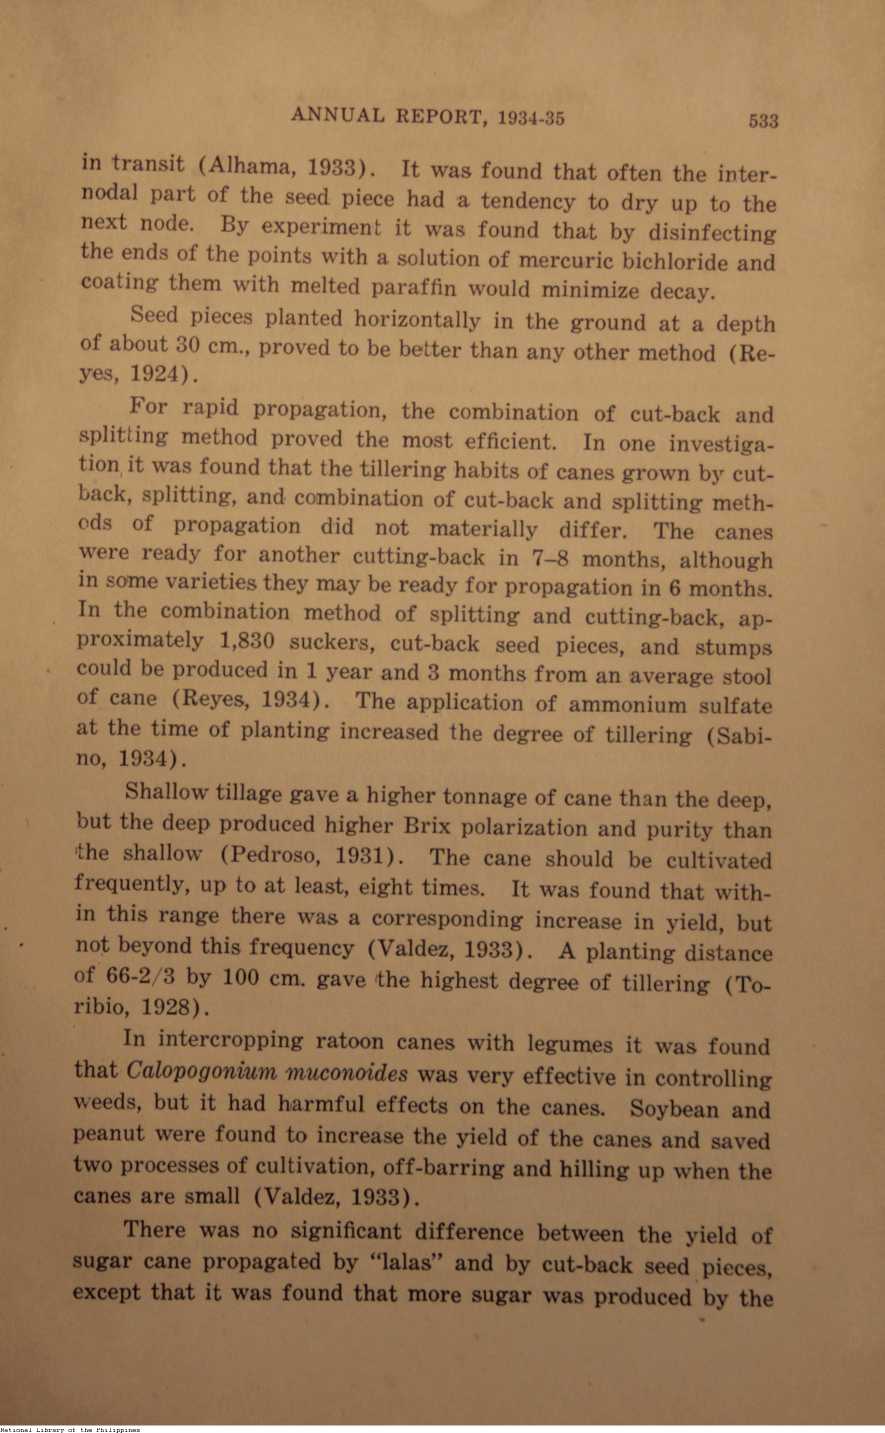 ANNUAL REPORT, 1934-35 533
in transit (Alhama, 1933). It was found that often the inter-
nodal part of the seed piece had a tendency to dry up to the
next node. By experiment it was found that by disinfecting
the ends of the points with a solution of mercuric bichloride and
coating them with melted paraffin would minimize decay.
Seed pieces planted horizontally in the ground at a depth
of about 30 cm., proved to be better than any other method (Re-
yes, 1924).
For rapid propagation, the combination of cut-back and
splitting method proved the most efficient. In one investiga-
tion it was found that the tillering habits of canes grown by cut-
back, splitting, and combination of cut-back and splitting meth-
ods of propagation did not materially differ. The canes
were ready for another cutting-back in 7–8 months, although
in some varieties they may be ready for propagation in 6 months.
In the combination method of splitting and cutting-back, ap-
proximately 1,830 suckers, cut-back seed pieces, and stumps
could be produced in 1 year and 3 months from an average stool
of cane (Reyes, 1934). The application of ammonium sulfate
at the time of planting increased the degree of tillering (Sabi-
no, 1934).
Shallow tillage gave a higher tonnage of cane than the deep,
but the deep produced higher Brix polarization and purity than
the shallow (Pedroso, 1931). The cane should be cultivated
frequently, up to at least, eight times. It was found that with-
in this range there was a corresponding increase in yield, but
not beyond this frequency (Valdez, 1933). A planting distance
of 66-2/3 by 100 cm. gave the highest degree of tillering (To-
ribio, 1928).
In intercropping ratoon canes with legumes it was found
that Calopogonium muconoides was very effective in controlling
weeds, but it had harmful effects on the canes. Soybean and
peanut were found to increase the yield of the canes and saved
two processes of cultivation, off-barring and hilling up when the
canes are small (Valdez, 1933).
There was no significant difference between the yield of
sugar cane propagated by “lalas” and by cut-back seed pieces,
except that it was found that more sugar was produced by the
National Library of the Philippines